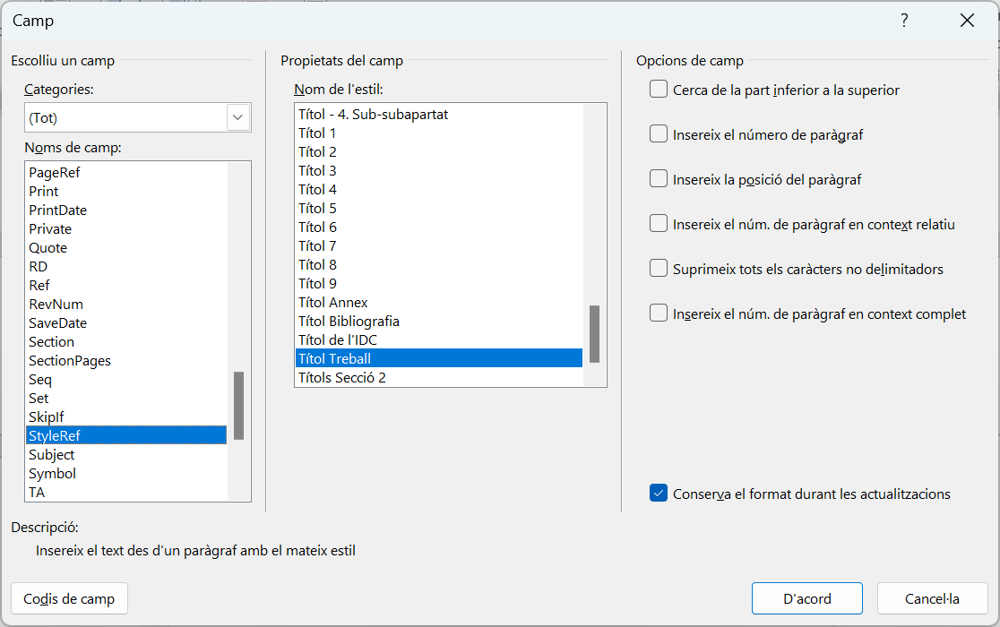 Camp
?
Escolliu un camp
Categories:
(Tot)
Noms de camp:
PageRef
Print
PrintDate
Private
Quote
RD
Ref
RevNum
SaveDate
Section
SectionPages
Seq
Set
SkipIf
StyleRef
Subject
Symbol
TA
Propietats del camp
Nom de l'estil:
Títol - 4. Sub-subapartat
Títol 1
Títol 2
Títol 3
Títol 4
Títol 5
Títol 6
Títol 7
Títol 8
Títol 9
Títol Annex
Títol Bibliografia
Títol de l'IDC
Títol Treball
Títols Secció 2
Opcions de camp
Cerca de la part inferior a la superior
Insereix el número de paràgraf
Insereix la posició del paràgraf
Insereix el núm. de paràgraf en context relatiu
Suprimeix tots els caràcters no delimitadors
Insereix el núm. de paràgraf en context complet
Conserva el format durant les actualitzacions
Descripció:
Insereix el text des d'un paràgraf amb el mateix estil
Codis de camp
D'acord
Cancel·la